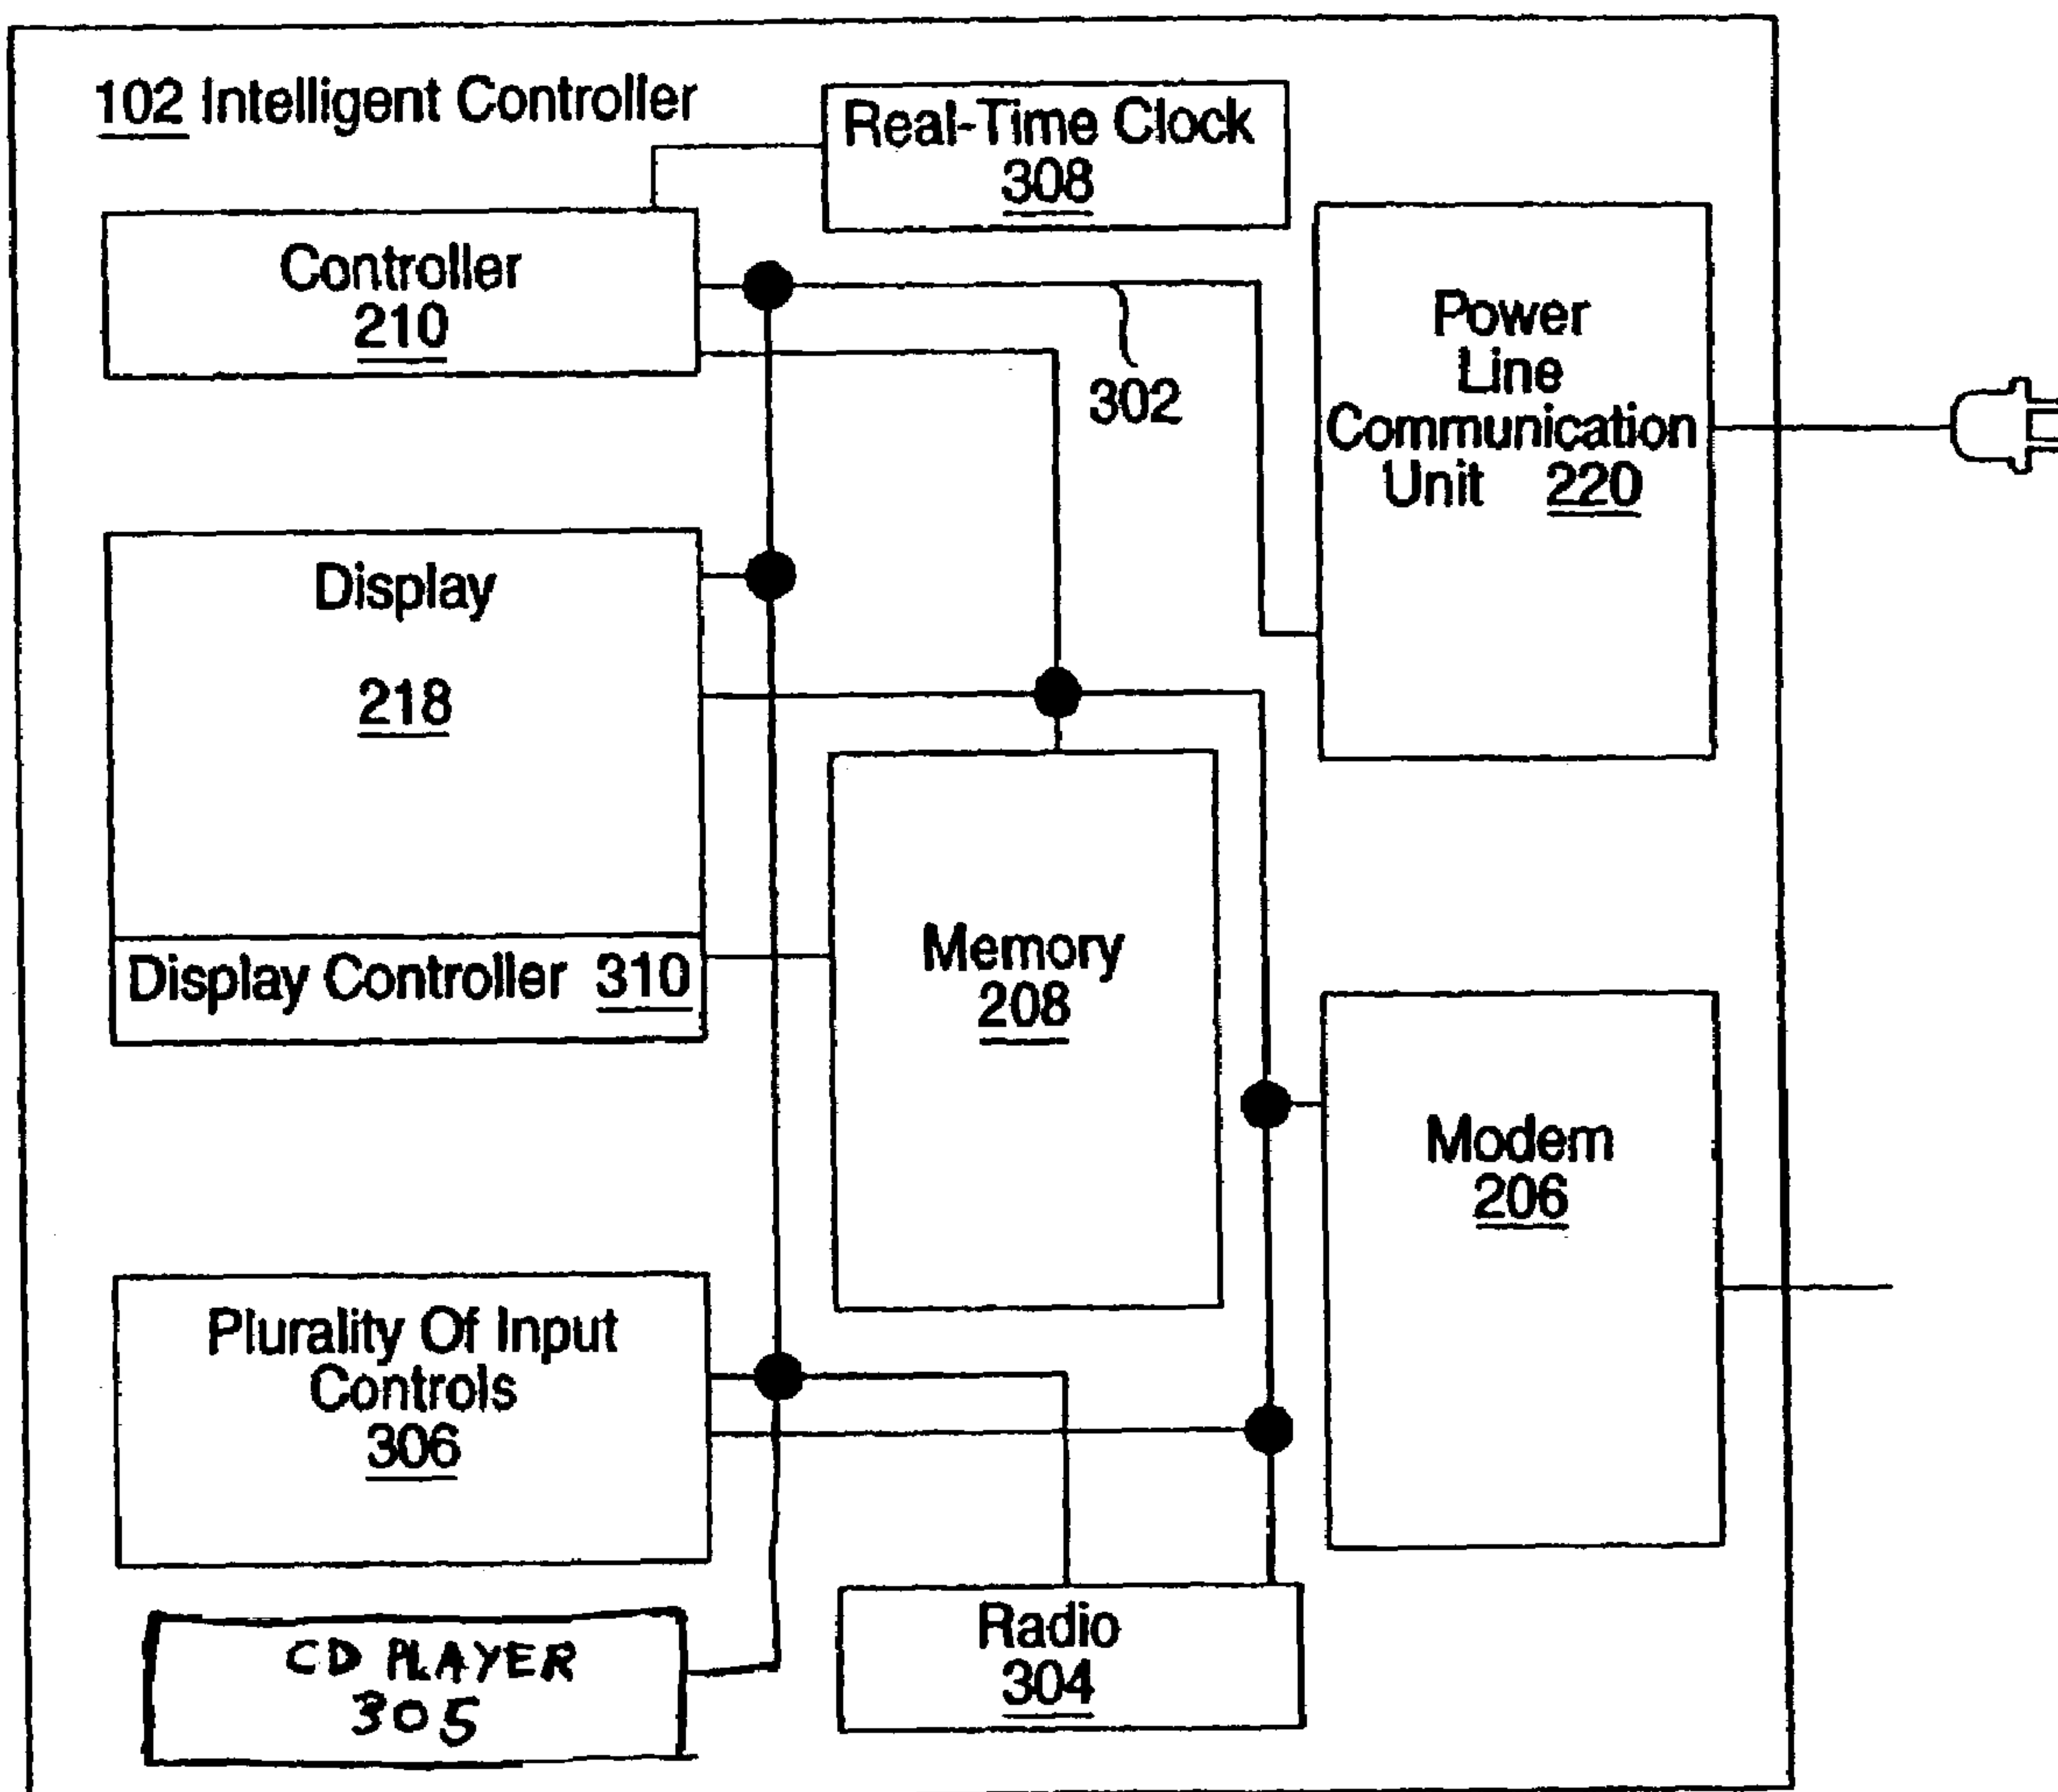 102 Intelligent Controller
Real-Time Clock
308
Controller
210
302
Power
Line
Communication
Unit 220
Display
218
Display Controller 310
Memory
208
Modem
206
Plurality Of Input
Controls
306
CD PLAYER
305
Radio
304